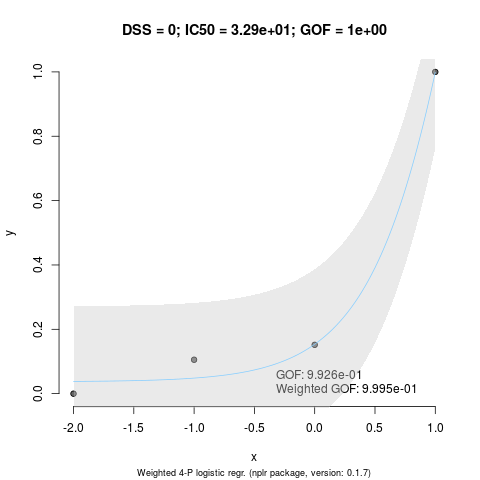 DSS = 0; IC50 = 3.29e+01; GOF = 1e+00
1.0
0.8
0.6
y
0.4
0.2
0.0
GOF: 9.926e-01
Weighted GOF: 9.995e-01
-2.0 -1.5 -1.0 -0.5 0.0 0.5 1.0
x
Weighted 4-P logistic regr. (nplr package, version: 0.1.7)